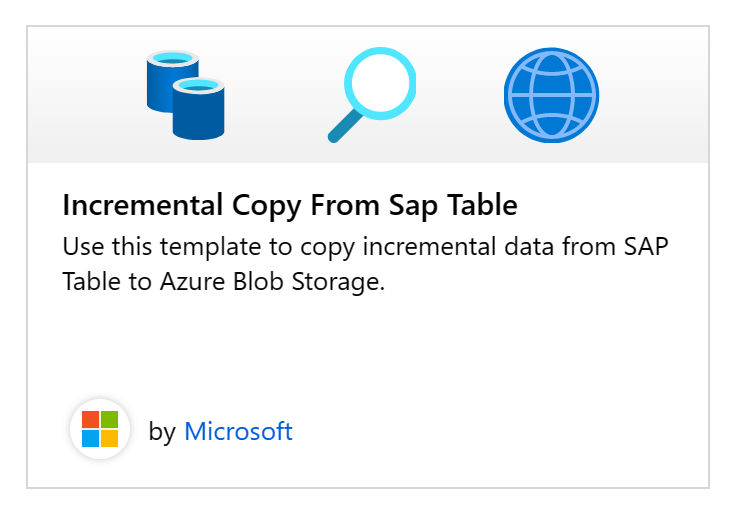 Incremental Copy From Sap Table
Use this template to copy incremental data from SAP
Table to Azure Blob Storage.
by Microsoft